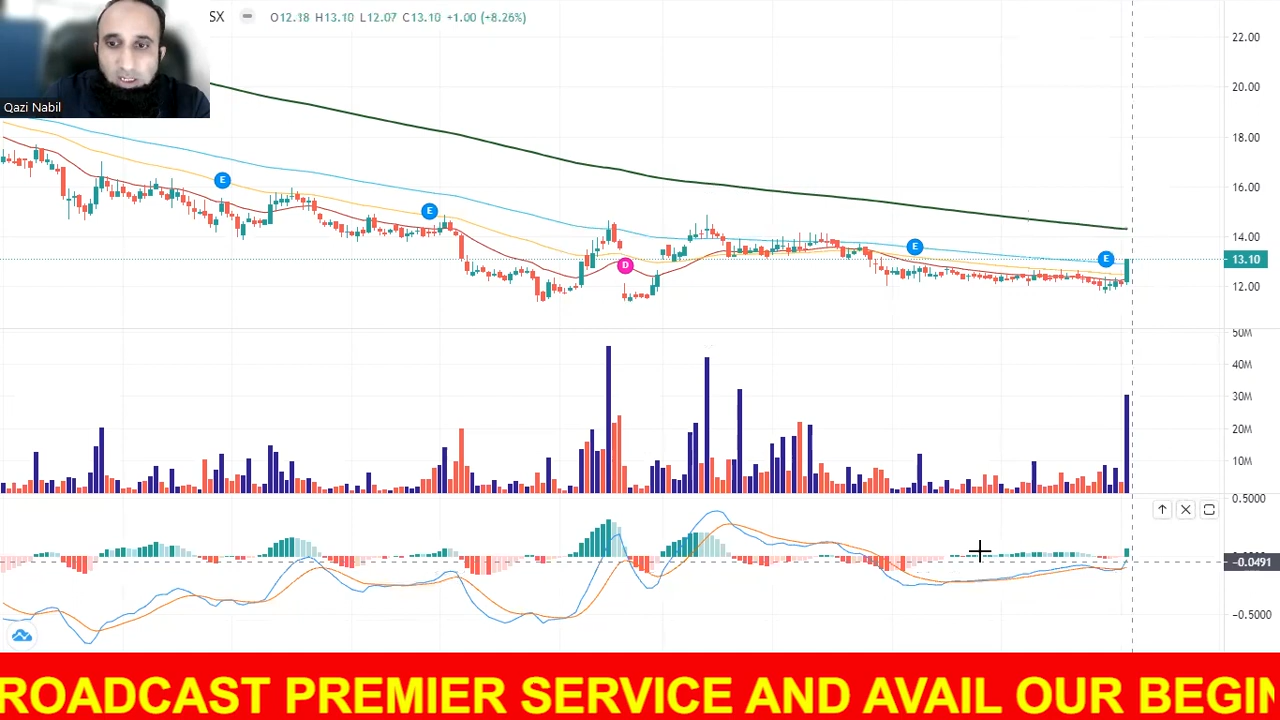 SX O12.18 H13.10 L12.07 C13.10 +1.00 (+8.26%)
Qazi Nabil
22.00
20.00
18.00
16.00
14.00
13.10
12.00
E
E
D
E
E
50M
40M
30M
20M
10M
0.5000
−0.0491
−0.5000
ROADCAST PREMIER SERVICE AND AVAIL OUR BEGIN